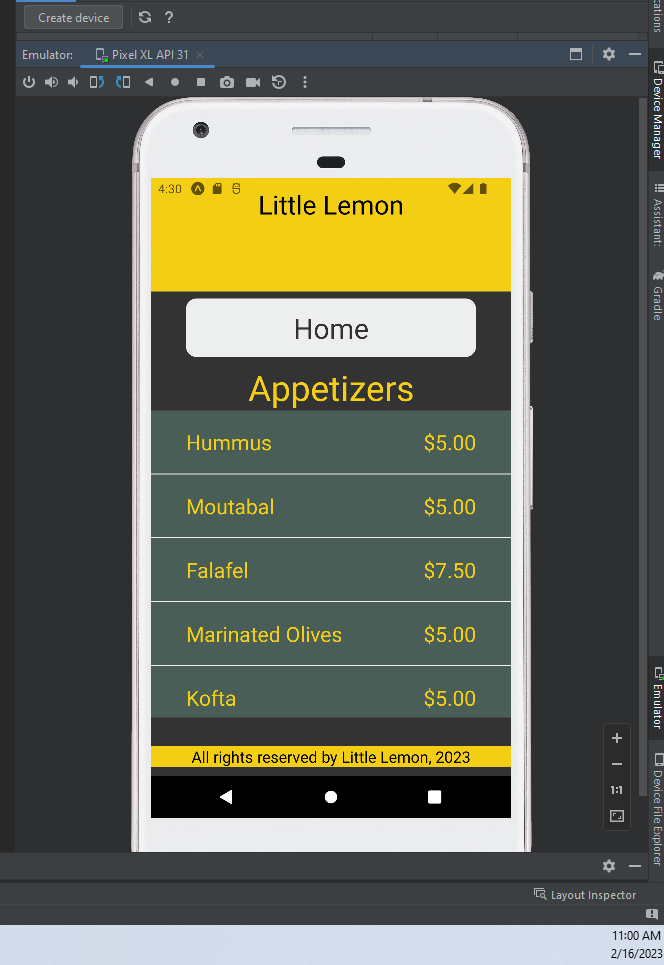 Create device
?
Emulator:
Pixel XL API 31
4:30
Little Lemon
Home
Appetizers
Hummus $5.00
Moutabal $5.00
Falafel $7.50
Marinated Olives $5.00
Kofta $5.00
All rights reserved by Little Lemon, 2023
Device Manager
Assistant:
Gradle
Emulator
Device File Explorer
1:1
Layout Inspector
11:00 AM
2/16/2023